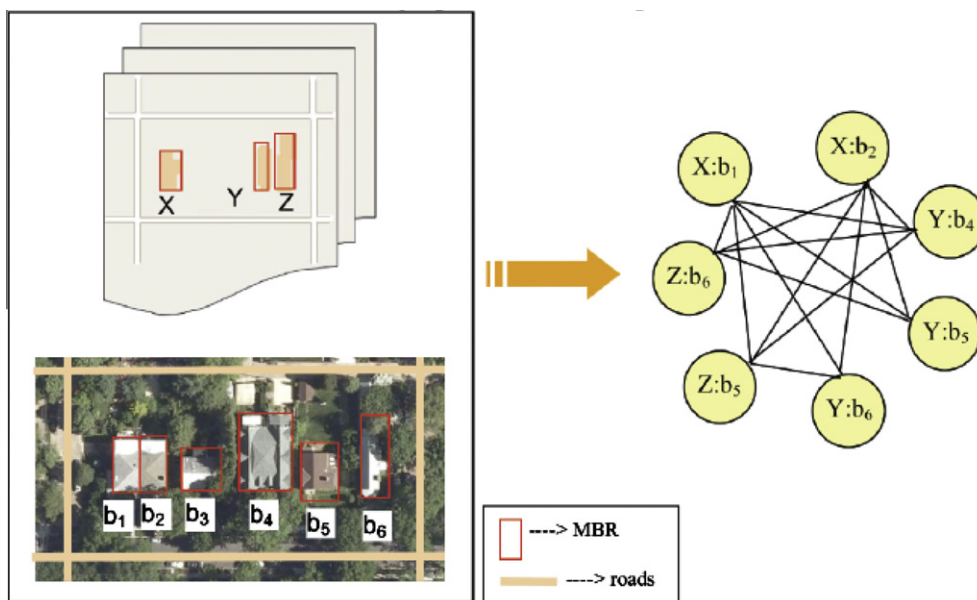 X Y Z
b₁ b₂ b₃ b₄ b₅ b₆
X:b₁
X:b₂
Y:b₄
Z:b₆
Y:b₅
Z:b₅
Y:b₆
----> MBR
----> roads